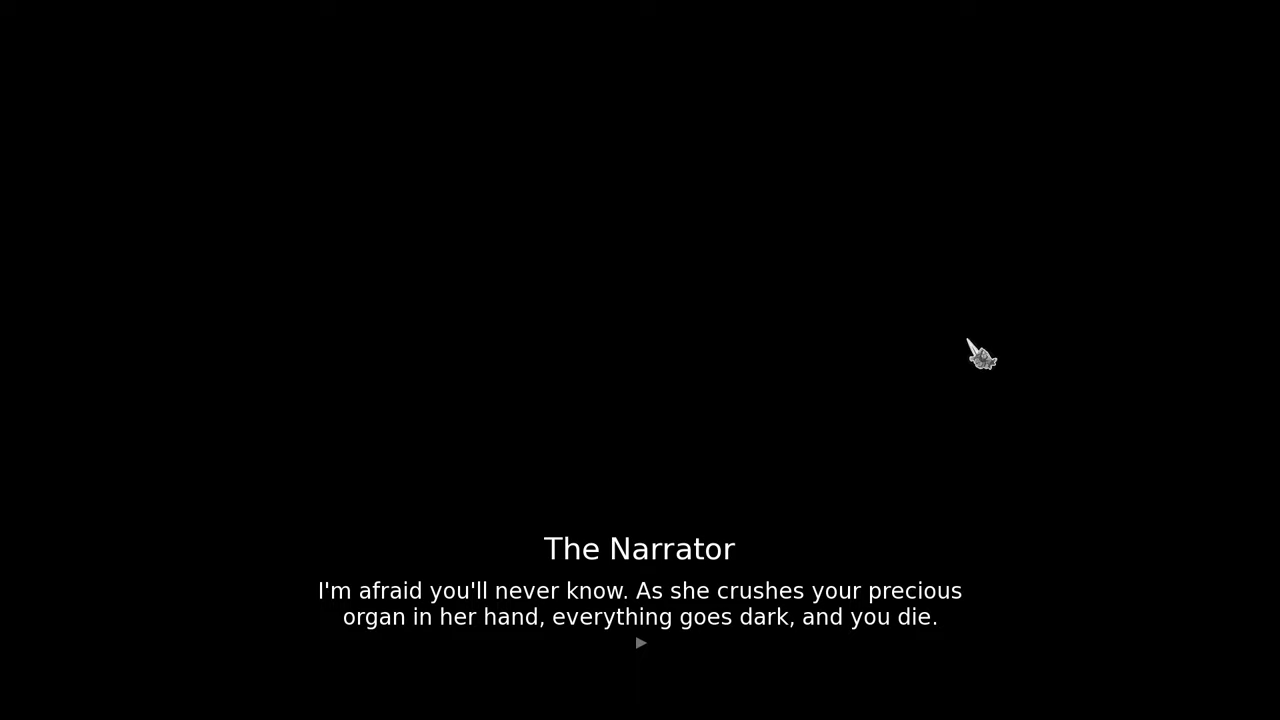 The Narrator
I'm afraid you'll never know. As she crushes your precious
organ in her hand, everything goes dark, and you die.